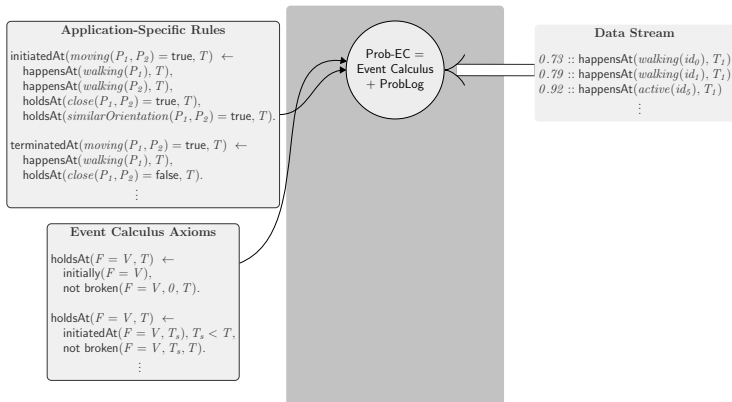 Application-Specific Rules
initiatedAt(moving(P₁, P₂) = true, T) ←
happensAt(walking(P₁), T),
happensAt(walking(P₂), T),
holdsAt(close(P₁, P₂) = true, T),
holdsAt(similarOrientation(P₁, P₂) = true, T).
terminatedAt(moving(P₁, P₂) = true, T) ←
happensAt(walking(P₁), T),
holdsAt(close(P₁, P₂) = false, T).
⋮
Event Calculus Axioms
holdsAt(F = V, T) ←
initially(F = V),
not broken(F = V, 0, T).
holdsAt(F = V, T) ←
initiatedAt(F = V, Tₛ), Tₛ < T,
not broken(F = V, Tₛ, T).
⋮
Prob-EC =
Event Calculus
+ ProbLog
Data Stream
0.73 :: happensAt(walking(id₀), T₁)
0.79 :: happensAt(walking(id₁), T₁)
0.92 :: happensAt(active(id₅), T₁)
⋮